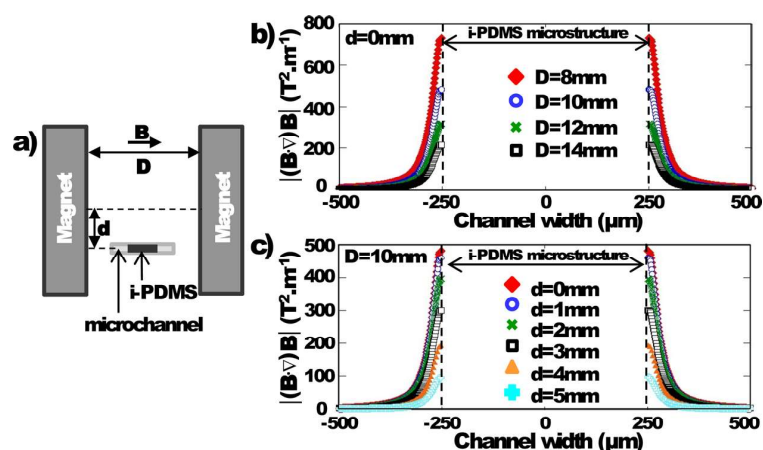 a)
Magnet
B
D
Magnet
d
i-PDMS
microchannel
b)
d=0mm
i-PDMS microstructure
|(B·∇)B| (T².m⁻¹)
800
600
400
200
0
D=8mm
D=10mm
D=12mm
D=14mm
-500 -250 0 250 500
Channel width (µm)
c)
D=10mm
i-PDMS microstructure
|(B·∇)B| (T².m⁻¹)
500
400
300
200
100
0
d=0mm
d=1mm
d=2mm
d=3mm
d=4mm
d=5mm
-500 -250 0 250 500
Channel width (µm)